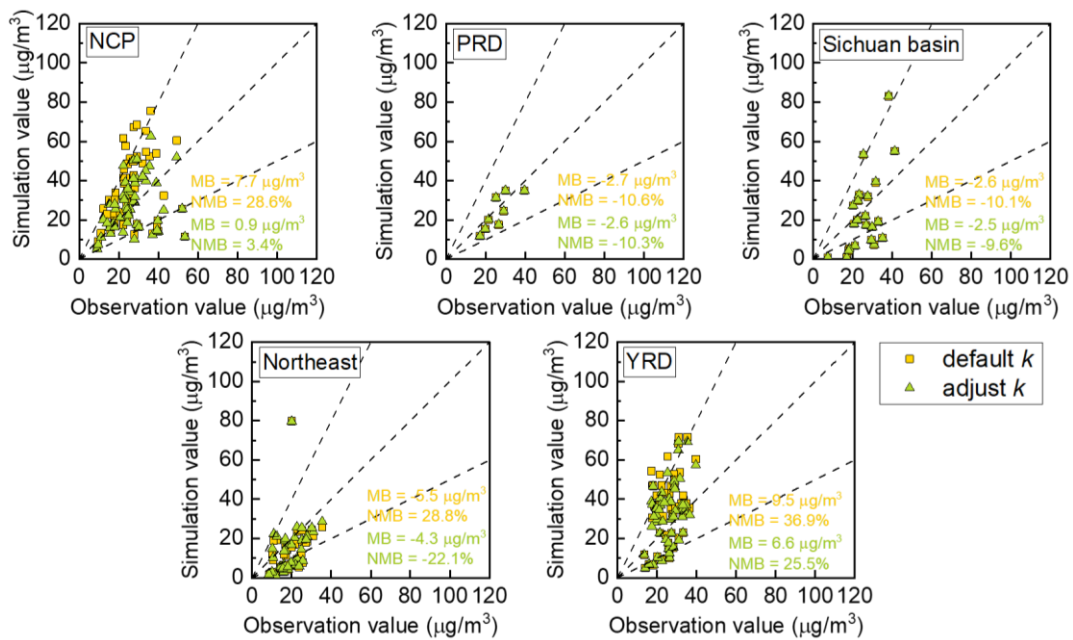 NCP
Simulation value (μg/m³)
120
100
80
60
40
20
0
MB = 7.7 μg/m³
NMB = 28.6%
MB = 0.9 μg/m³
NMB = 3.4%
0 20 40 60 80 100 120
Observation value (μg/m³)
PRD
Simulation value (μg/m³)
120
100
80
60
40
20
0
MB = -2.7 μg/m³
NMB = -10.6%
MB = -2.6 μg/m³
NMB = -10.3%
0 20 40 60 80 100 120
Observation value (μg/m³)
Sichuan basin
Simulation value (μg/m³)
120
100
80
60
40
20
0
MB = -2.6 μg/m³
NMB = -10.1%
MB = -2.5 μg/m³
NMB = -9.6%
0 20 40 60 80 100 120
Observation value (μg/m³)
Northeast
Simulation value (μg/m³)
120
100
80
60
40
20
0
MB = -5.5 μg/m³
NMB = 28.8%
MB = -4.3 μg/m³
NMB = -22.1%
0 20 40 60 80 100 120
Observation value (μg/m³)
YRD
Simulation value (μg/m³)
120
100
80
60
40
20
0
MB = 9.5 μg/m³
NMB = 36.9%
MB = 6.6 μg/m³
NMB = 25.5%
0 20 40 60 80 100 120
Observation value (μg/m³)
default k
adjust k